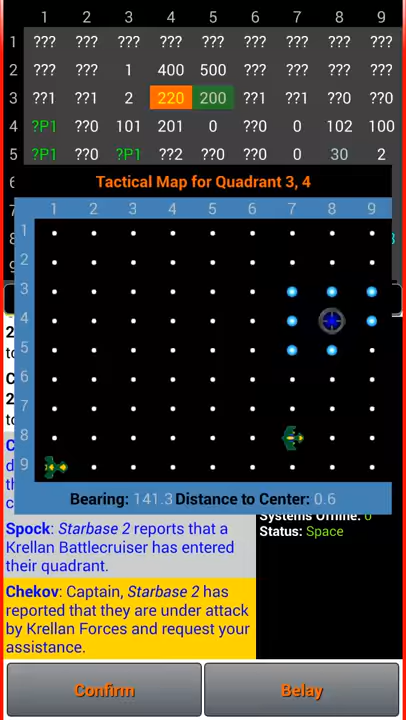 1 2 3 4 5 6 7 8 9
1 ??? ??? ??? ??? ??? ??? ??? ??? ???
2 ??? ??? 1 400 500 ??? ??? ??? ???
3 ??1 ??1 2 220 200 ??1 ??1 ??0 ??0
4 ?P1 ??0 101 201 0 ??0 0 102 100
5 ?P1 ??0 ?P1 ??2 ??0 ??0 0 30 2
6
Tactical Map for Quadrant 3, 4
1 2 3 4 5 6 7 8 9
1
2
3
4
5
6
7
8
9
Bearing: 141.3 Distance to Center: 0.6
Systems Offline: 0
Status: Space
Spock: Starbase 2 reports that a
Krellan Battlecruiser has entered
their quadrant.
Chekov: Captain, Starbase 2 has
reported that they are under attack
by Krellan Forces and request your
assistance.
Confirm Belay